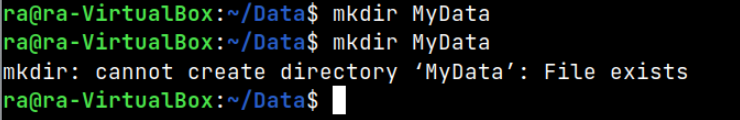 ra@ra-VirtualBox:~/Data$ mkdir MyData
ra@ra-VirtualBox:~/Data$ mkdir MyData
mkdir: cannot create directory ‘MyData’: File exists
ra@ra-VirtualBox:~/Data$